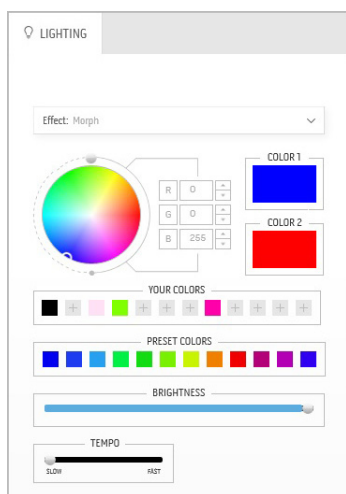 LIGHTING
Effect: Morph
COLOR 1
R 0
G 0
B 255
COLOR 2
YOUR COLORS
PRESET COLORS
BRIGHTNESS
TEMPO
SLOW FAST